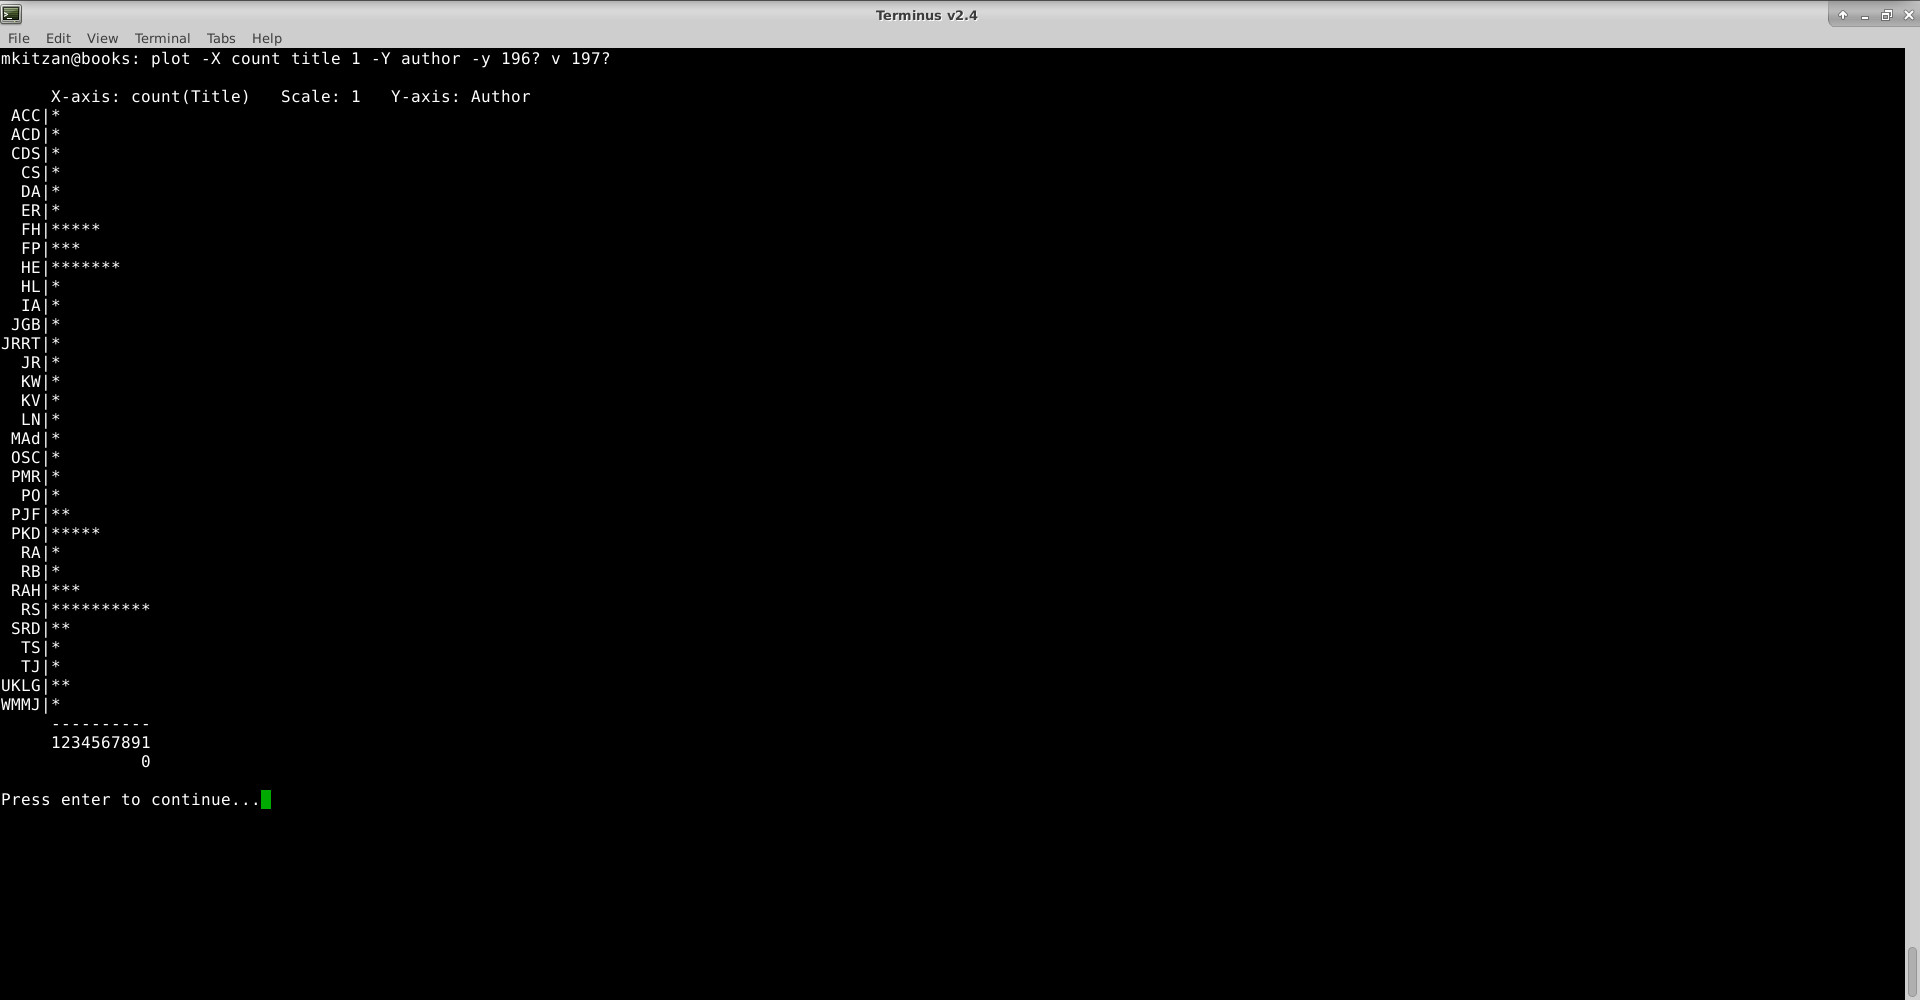 Terminus v2.4
File Edit View Terminal Tabs Help
mkitzan@books: plot -X count title 1 -Y author -y 196? v 197?
X-axis: count(Title)   Scale: 1   Y-axis: Author
 ACC|*
 ACD|*
 CDS|*
  CS|*
  DA|*
  ER|*
  FH|*****
  FP|***
  HE|*******
  HL|*
  IA|*
 JGB|*
JRRT|*
  JR|*
  KW|*
  KV|*
  LN|*
 MAd|*
 OSC|*
 PMR|*
  PO|*
 PJF|**
 PKD|*****
  RA|*
  RB|*
 RAH|***
  RS|**********
 SRD|**
  TS|*
  TJ|*
UKLG|**
WMMJ|*
     ----------
     1234567891
              0
Press enter to continue...